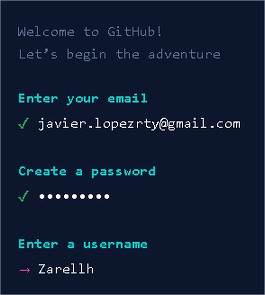 Welcome to GitHub!
Let's begin the adventure
Enter your email
✓ javier.lopezrty@gmail.com
Create a password
✓ •••••••••
Enter a username
→ Zarellh